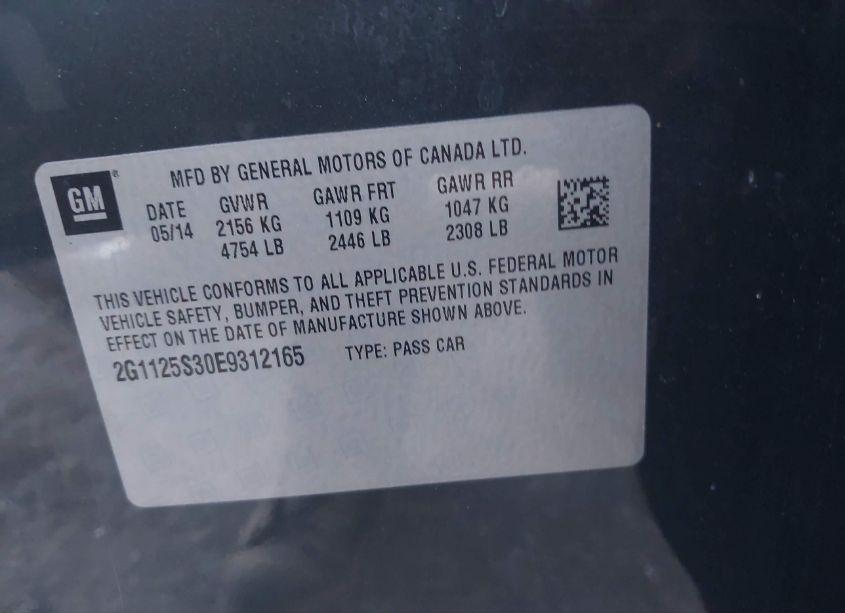 GM
MFD BY GENERAL MOTORS OF CANADA LTD.
DATE GVWR GAWR FRT GAWR RR
05/14 2156 KG 1109 KG 1047 KG
4754 LB 2446 LB 2308 LB
THIS VEHICLE CONFORMS TO ALL APPLICABLE U.S. FEDERAL MOTOR
VEHICLE SAFETY, BUMPER, AND THEFT PREVENTION STANDARDS IN
EFFECT ON THE DATE OF MANUFACTURE SHOWN ABOVE.
2G1125S30E9312165 TYPE: PASS CAR